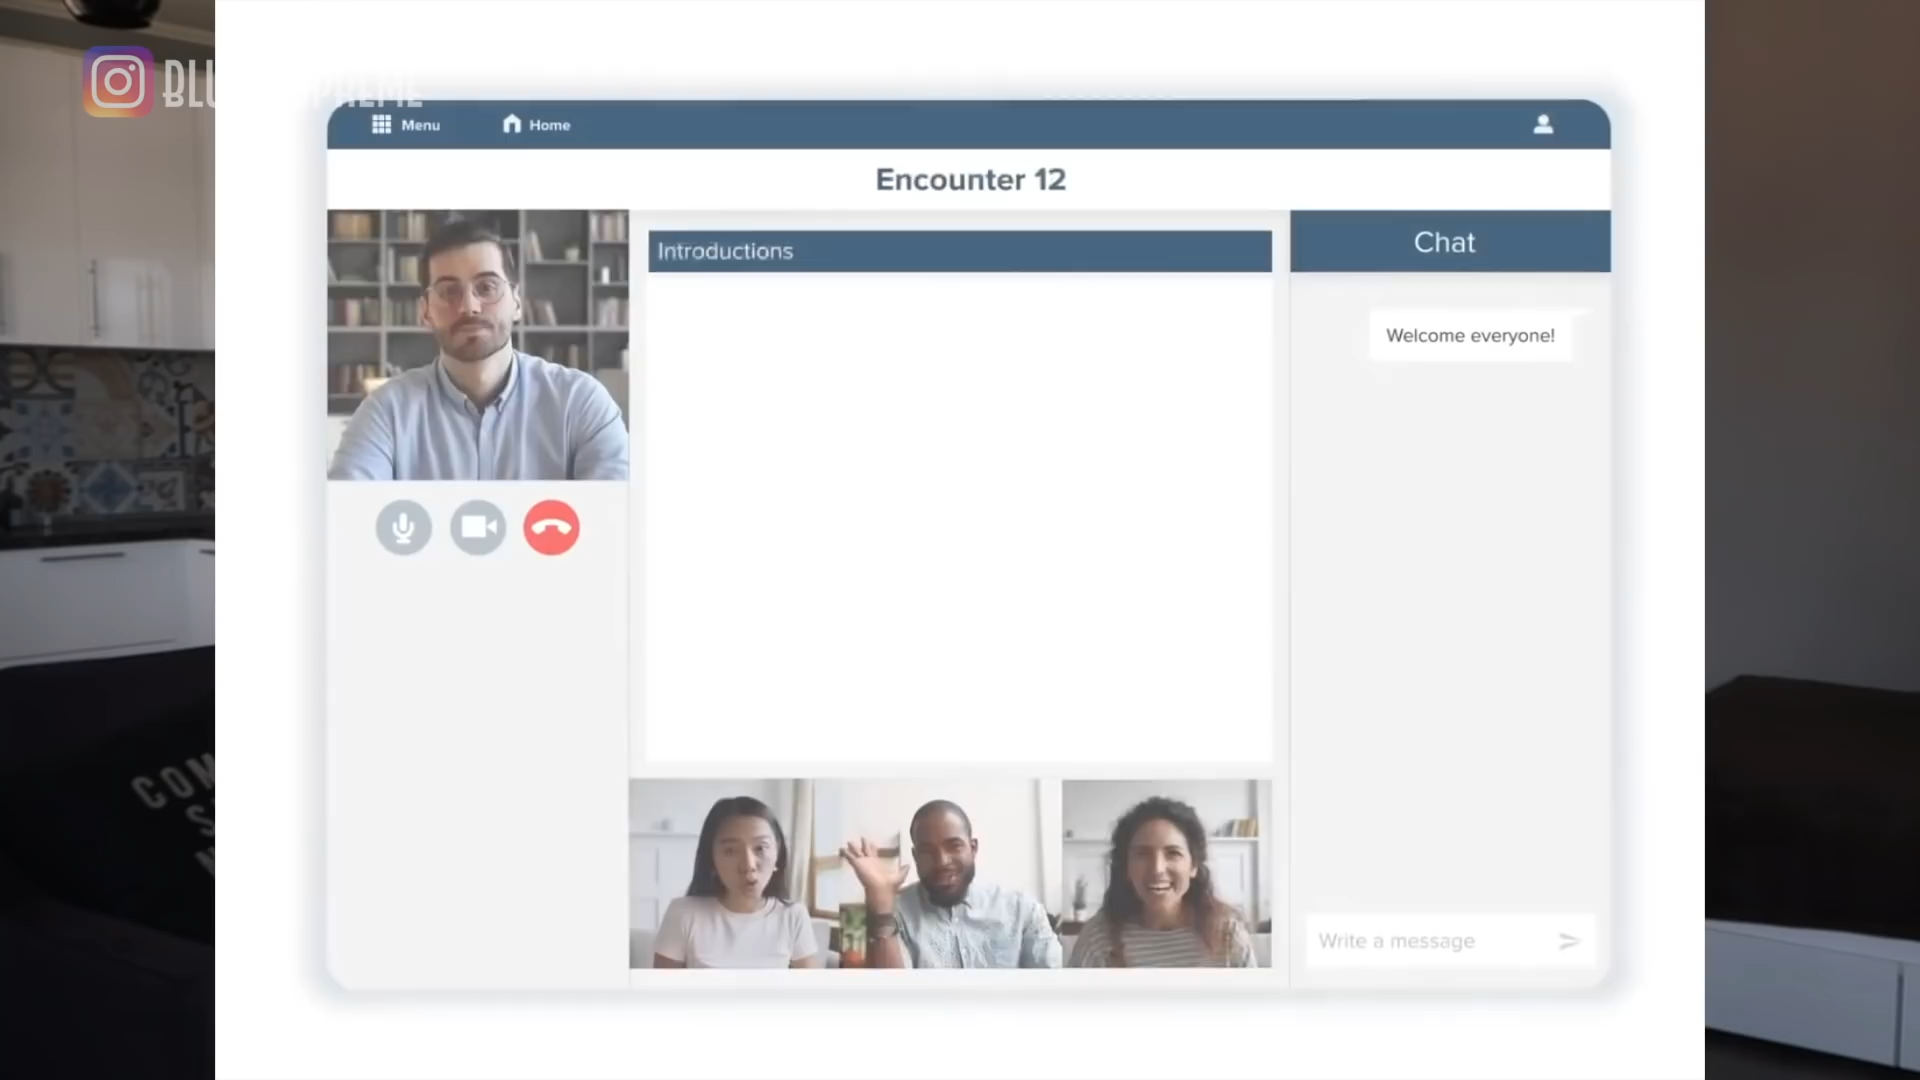 Menu
Home
Encounter 12
Introductions
Chat
Welcome everyone!
Write a message